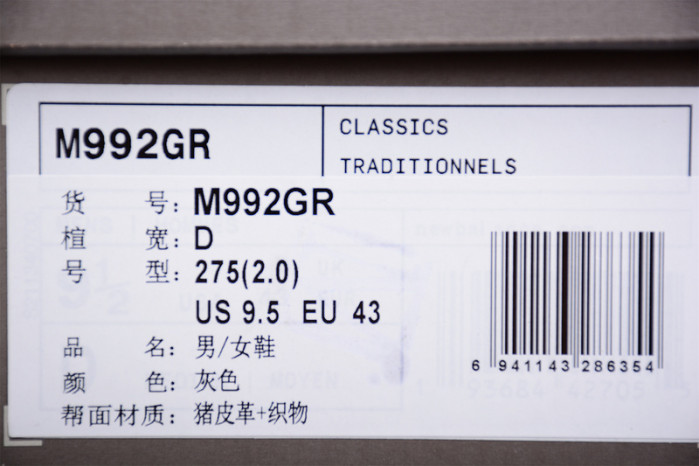 M992GR
CLASSICS
TRADITIONNELS
货 号: M992GR
楦 宽: D
号 型: 275(2.0)
US 9.5 EU 43
品 名: 男/女鞋
颜 色: 灰色
帮面材质: 猪皮革+织物
6 941143 286354